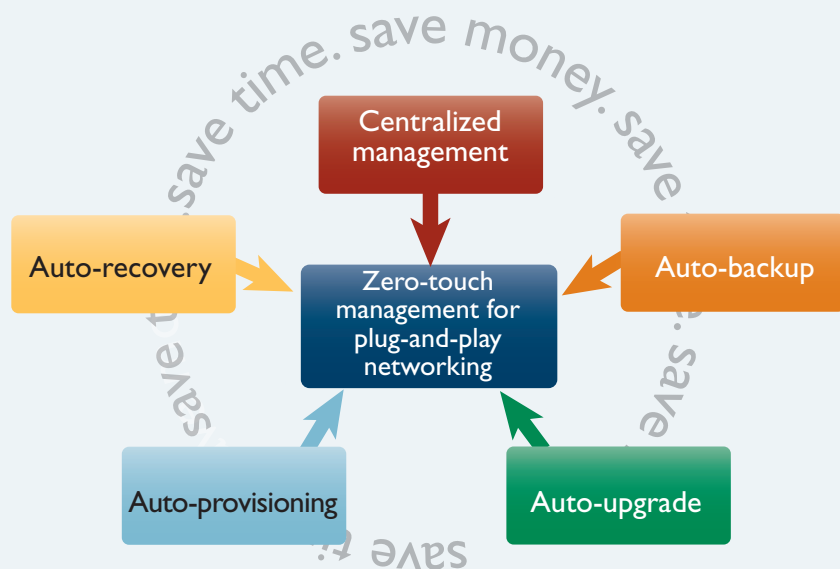 save time. save money. save
Centralized
management
Auto-recovery
Zero-touch
management for
plug-and-play
networking
Auto-backup
save
save
Auto-provisioning
Auto-upgrade
save